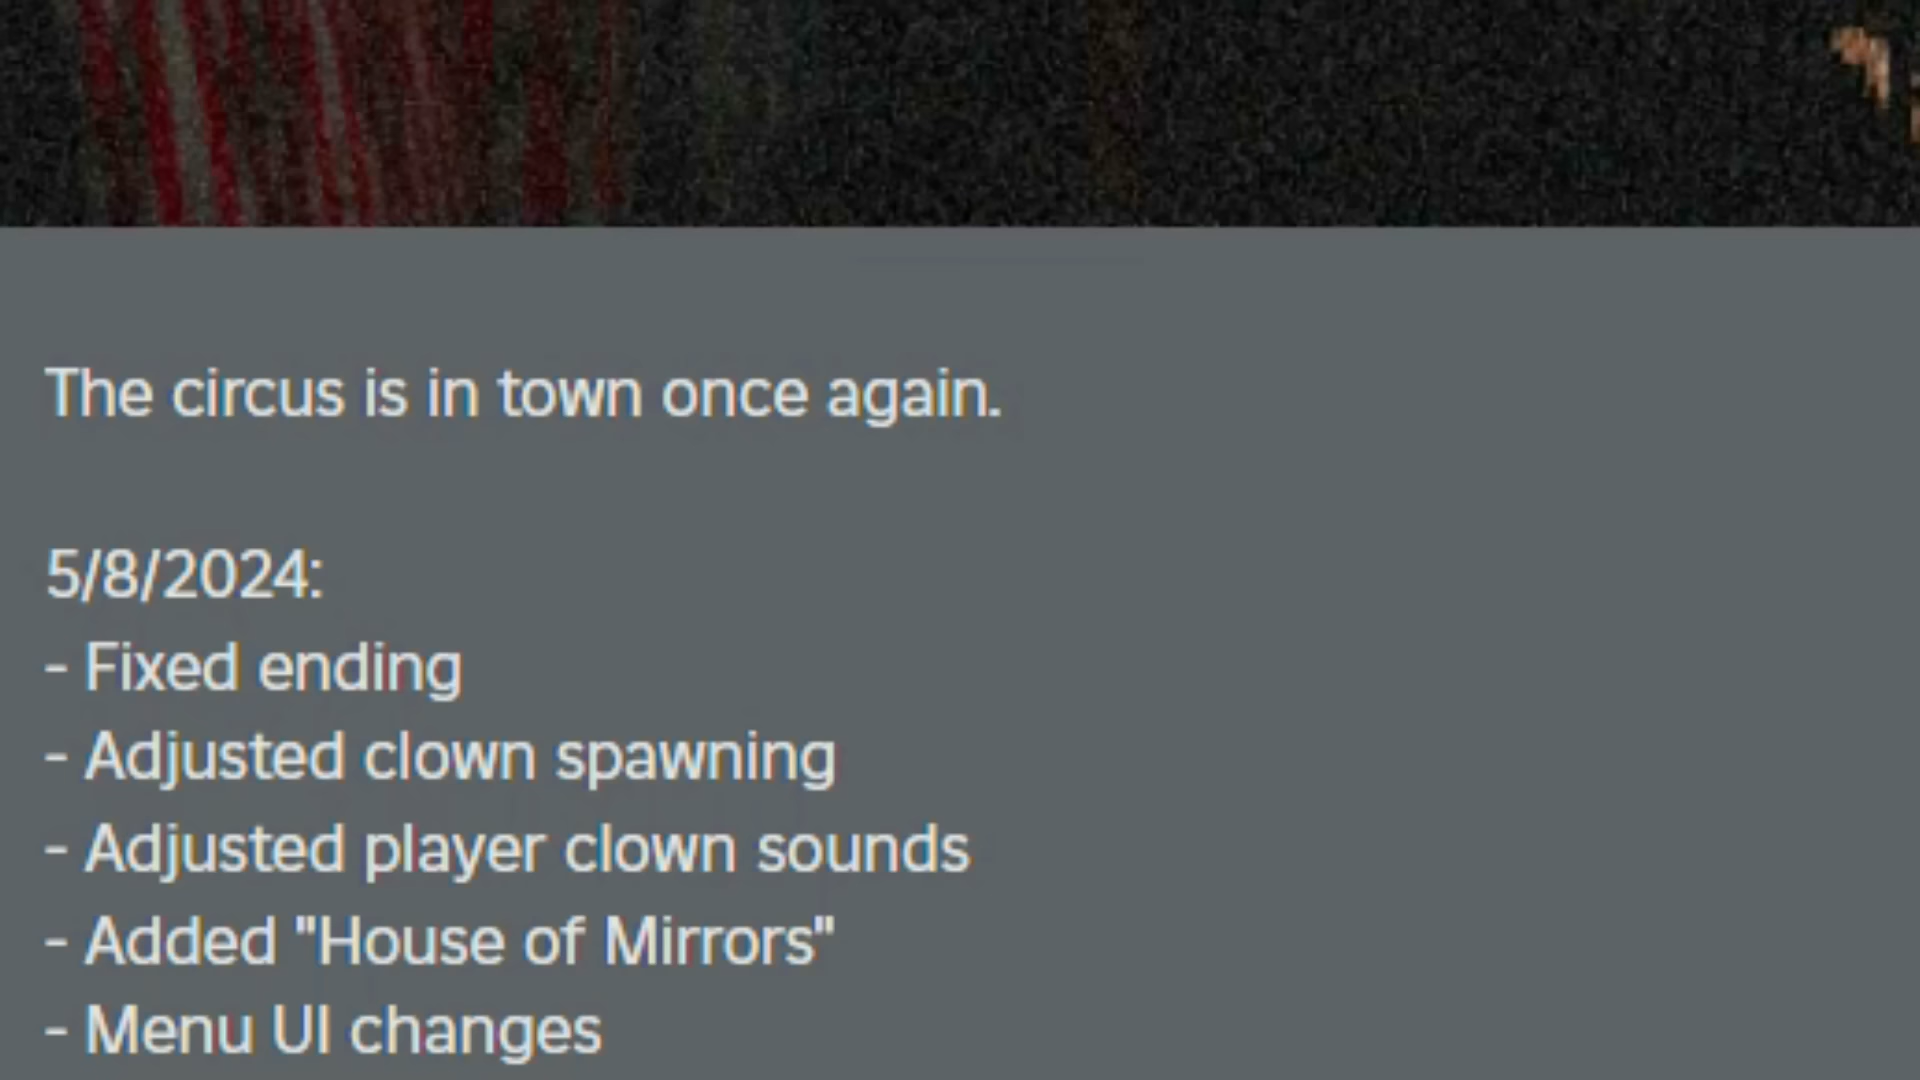 The circus is in town once again.
5/8/2024:
- Fixed ending
- Adjusted clown spawning
- Adjusted player clown sounds
- Added "House of Mirrors"
- Menu UI changes